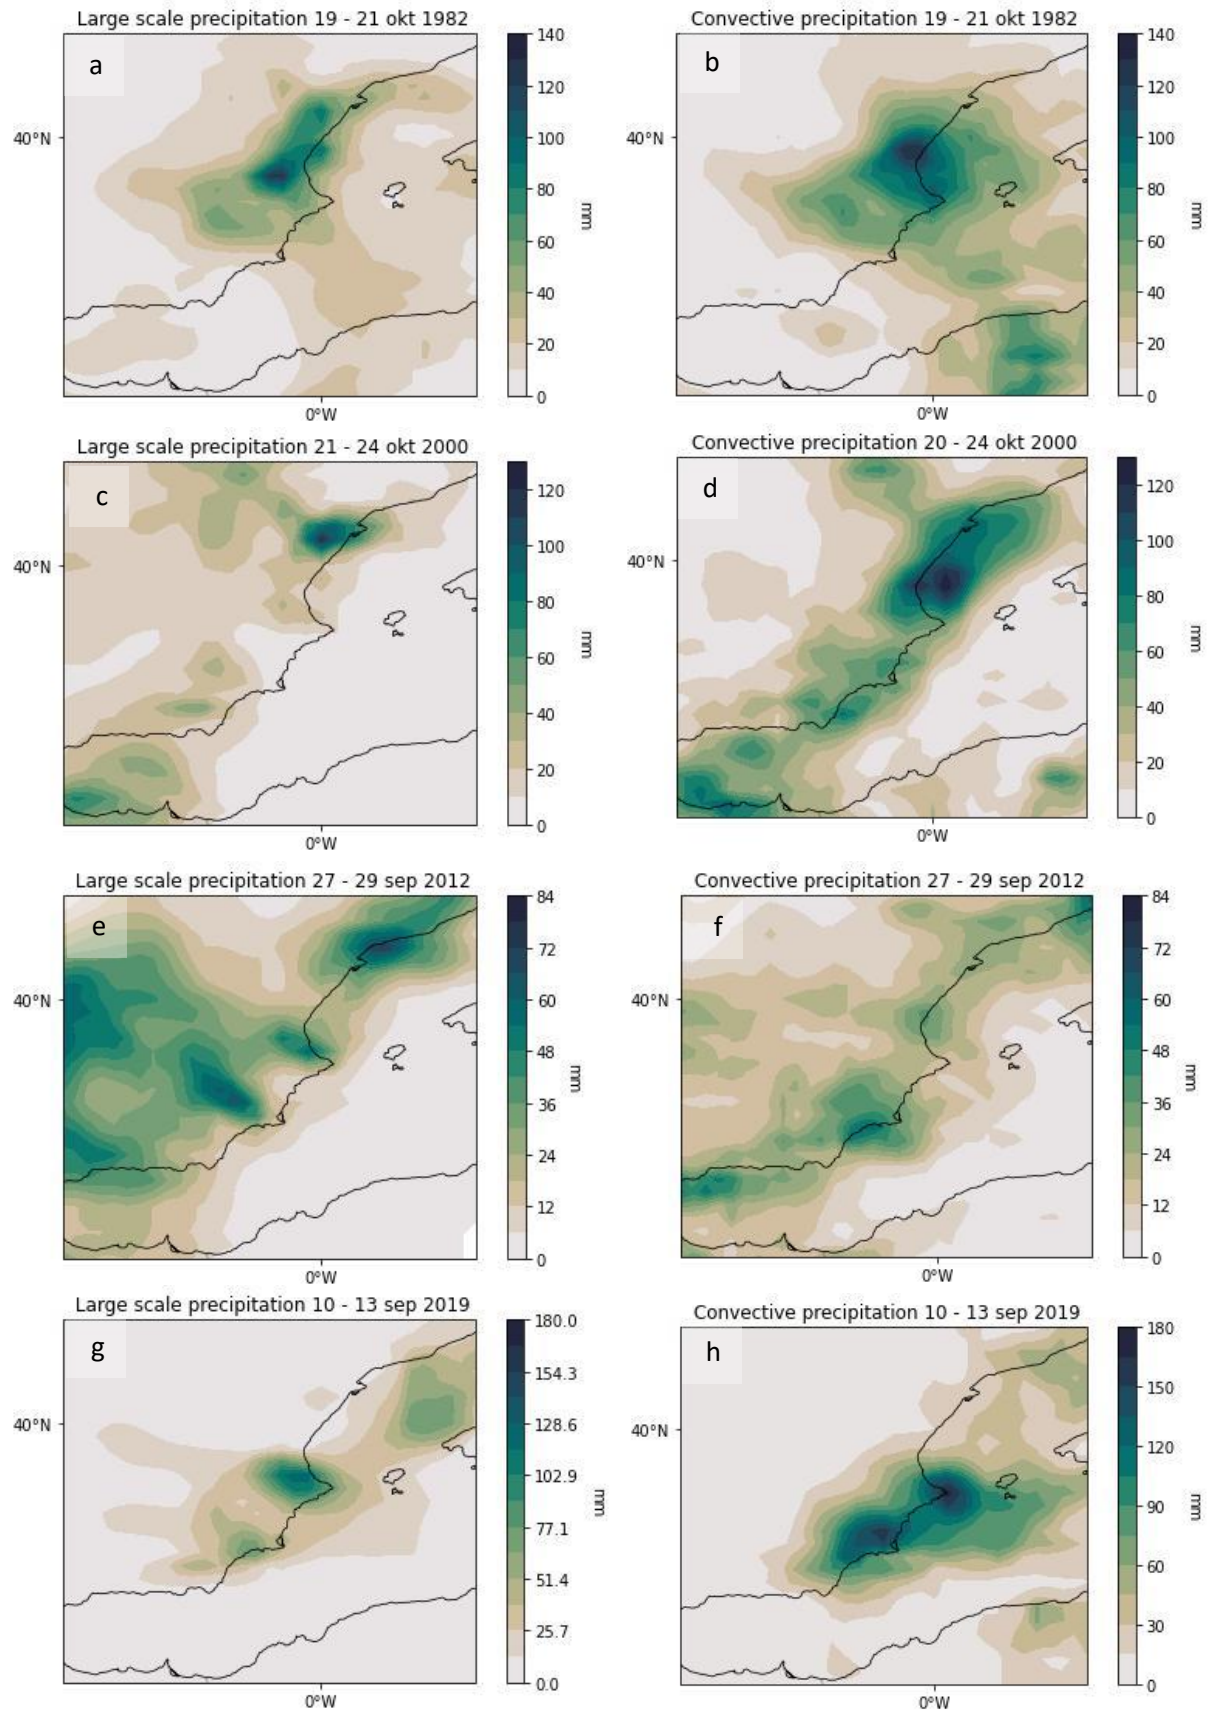 Large scale precipitation 19 - 21 okt 1982
a
40°N
0°W
140
120
100
80
60
40
20
0
mm
Convective precipitation 19 - 21 okt 1982
b
40°N
0°W
140
120
100
80
60
40
20
0
mm
Large scale precipitation 21 - 24 okt 2000
c
40°N
0°W
120
100
80
60
40
20
0
mm
Convective precipitation 20 - 24 okt 2000
d
40°N
0°W
120
100
80
60
40
20
0
mm
Large scale precipitation 27 - 29 sep 2012
e
40°N
0°W
84
72
60
48
36
24
12
0
mm
Convective precipitation 27 - 29 sep 2012
f
40°N
0°W
84
72
60
48
36
24
12
0
mm
Large scale precipitation 10 - 13 sep 2019
g
40°N
0°W
180.0
154.3
128.6
102.9
77.1
51.4
25.7
0.0
mm
Convective precipitation 10 - 13 sep 2019
h
40°N
0°W
180
150
120
90
60
30
0
mm